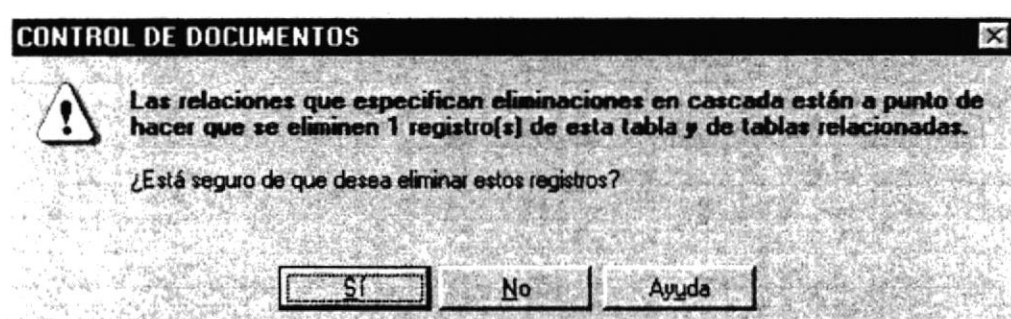 CONTROL DE DOCUMENTOS
Las relaciones que especifican eliminaciones en cascada están a punto de
hacer que se eliminen 1 registro(s) de esta tabla y de tablas relacionadas.
¿Está seguro de que desea eliminar estos registros?
Sí No Ayuda